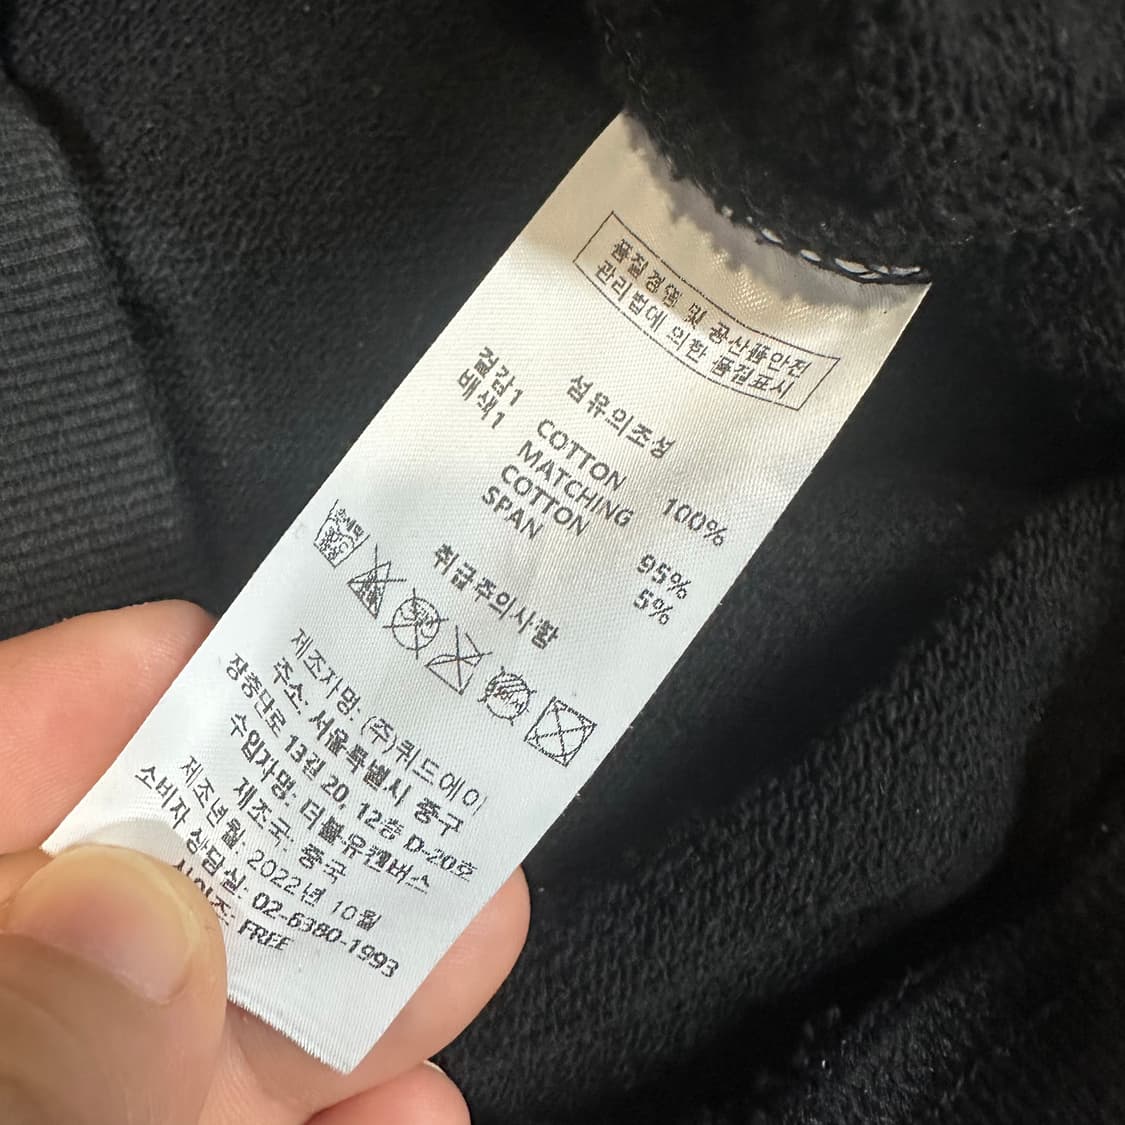 품질경영 및 공산품안전
관리법에 의한 품질표시
섬유의조성
겉감1 COTTON 100%
배색1 MATCHING
COTTON 95%
SPAN 5%
취급주의사항
손세탁
제조자명: (주)퀴드에이
주소: 서울특별시 중구
장충단로 13길 20, 12층 D-20호
수입자명: 더블유캔버스
제조국: 중국
제조년월: 2022년 10월
소비자 상담실: 02-6380-1993
사이즈: FREE